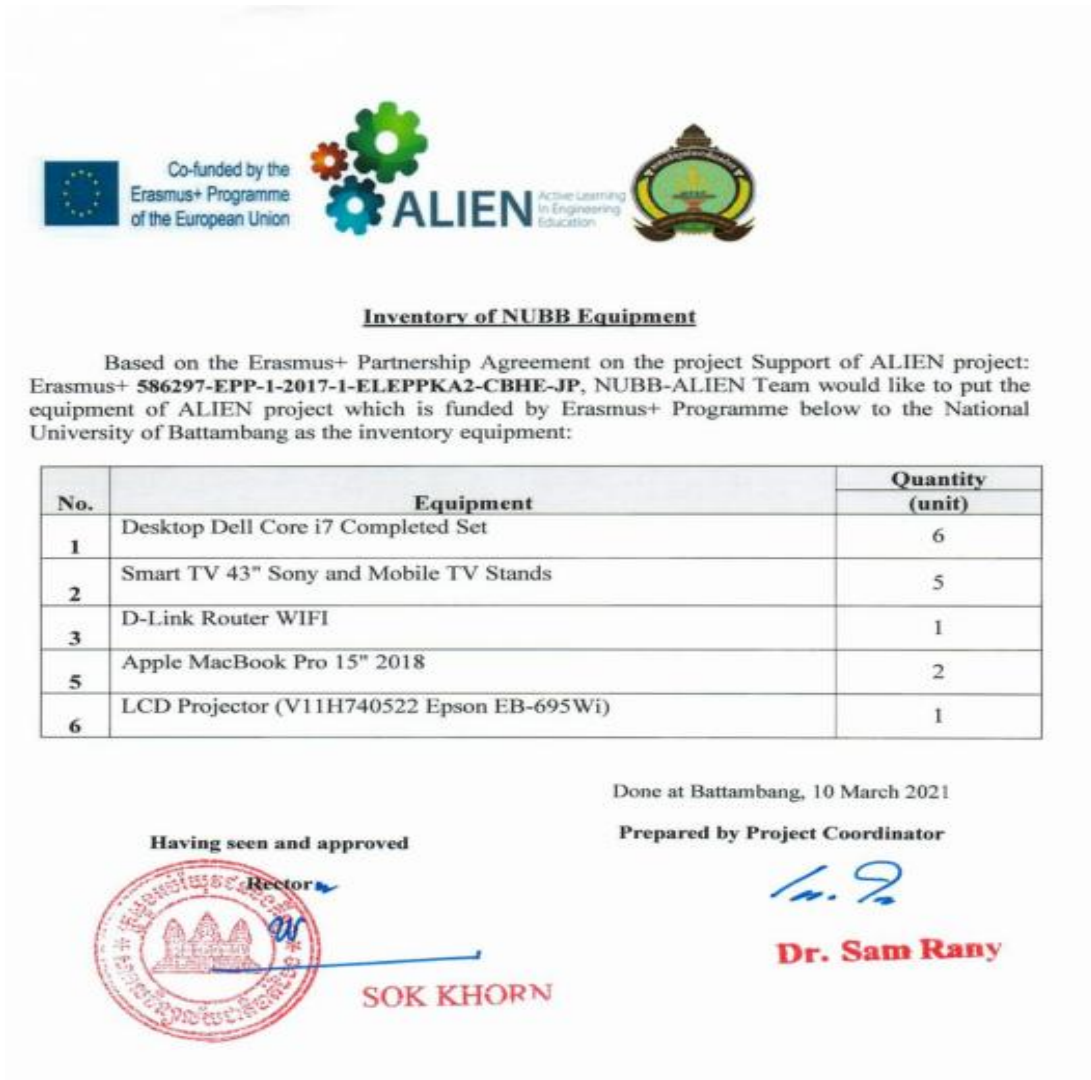 Co-funded by the
Erasmus+ Programme
of the European Union
ALIEN
Active Learning
in Engineering
Education
Inventory of NUBB Equipment
Based on the Erasmus+ Partnership Agreement on the project Support of ALIEN project:
Erasmus+ 586297-EPP-1-2017-1-ELEPPKA2-CBHE-JP, NUBB-ALIEN Team would like to put the
equipment of ALIEN project which is funded by Erasmus+ Programme below to the National
University of Battambang as the inventory equipment:
No. Equipment Quantity (unit)
1 Desktop Dell Core i7 Completed Set 6
2 Smart TV 43" Sony and Mobile TV Stands 5
3 D-Link Router WIFI 1
5 Apple MacBook Pro 15" 2018 2
6 LCD Projector (V11H740522 Epson EB-695Wi) 1
Done at Battambang, 10 March 2021
Having seen and approved
Prepared by Project Coordinator
Rector
Dr. Sam Rany
SOK KHORN